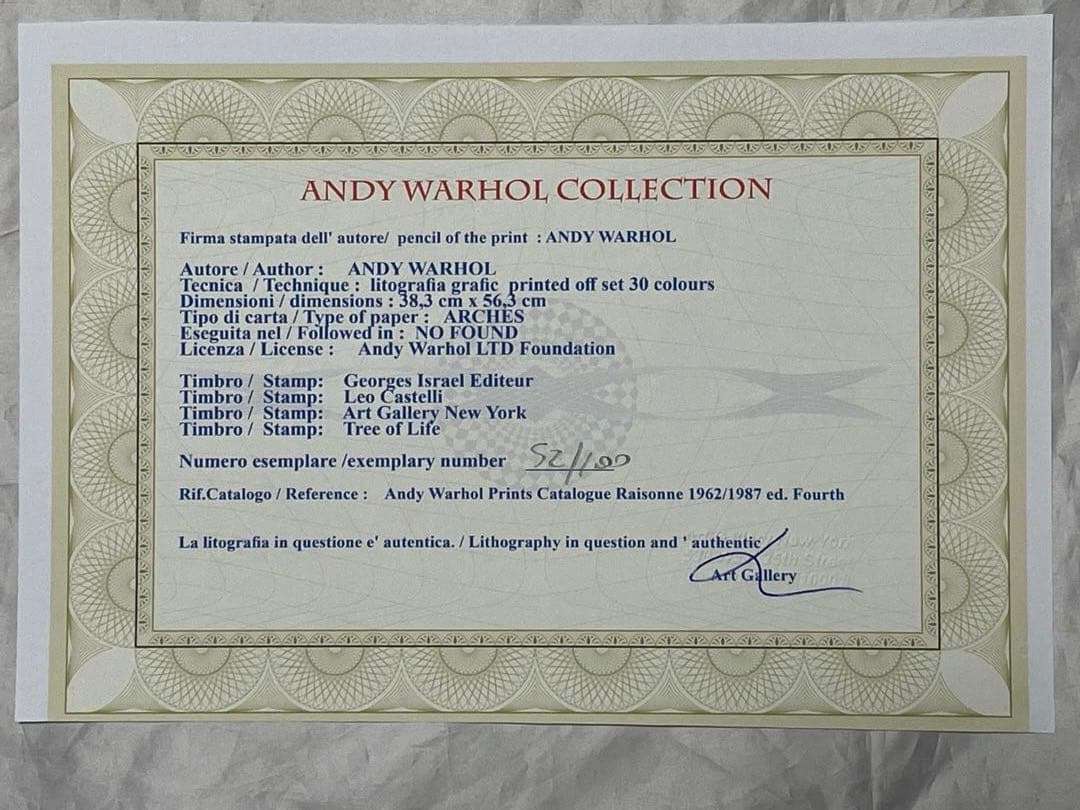 ANDY WARHOL COLLECTION
Firma stampata dell' autore/ pencil of the print : ANDY WARHOL
Autore / Author : ANDY WARHOL
Tecnica / Technique : litografia grafic printed off set 30 colours
Dimensioni / dimensions : 38,3 cm x 56,3 cm
Tipo di carta / Type of paper : ARCHES
Eseguita nel / Followed in : NO FOUND
Licenza / License : Andy Warhol LTD Foundation
Timbro / Stamp: Georges Israel Editeur
Timbro / Stamp: Leo Castelli
Timbro / Stamp: Art Gallery New York
Timbro / Stamp: Tree of Life
Numero esemplare /exemplary number 52/100
Rif.Catalogo / Reference : Andy Warhol Prints Catalogue Raisonne 1962/1987 ed. Fourth
La litografia in questione e' autentica. / Lithography in question and ' authentic
Art Gallery